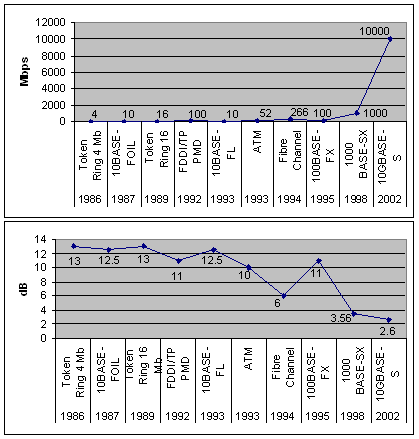 12000
10000
8000
6000
4000
2000
0
Mbps
4 10 16 100 10 52 266 100 1000 10000
Token Ring 4 Mb
10BASE-FOIL
Token Ring 16
FDDI/TP PMD
10BASE-FL
ATM
Fibre Channel
100BASE-FX
1000 BASE-SX
10GBASE-S
1986 1987 1989 1992 1993 1993 1994 1995 1998 2002
14
12
10
8
6
4
2
0
dB
13 12.5 13 11 12.5 10 6 11 3.56 2.6
Token Ring 4 Mb
10BASE-FOIL
Token Ring 16 Mb
FDDI/TP PMD
10BASE-FL
ATM
Fibre Channel
100BASE-FX
1000 BASE-SX
10GBASE-S
1986 1987 1989 1992 1993 1993 1994 1995 1998 2002